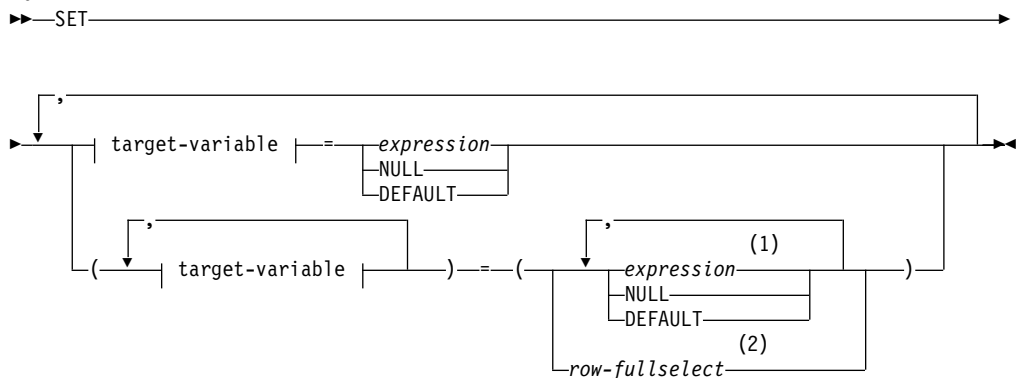 SET
,
target-variable = expression
NULL
DEFAULT
, , (1)
( target-variable ) = ( expression )
NULL
DEFAULT
(2)
row-fullselect